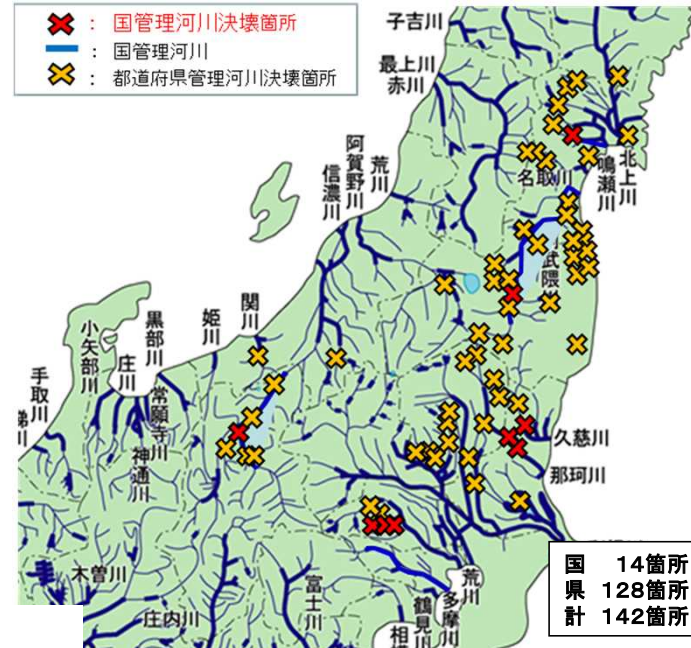 ： 国管理河川決壊箇所
： 国管理河川
： 都道府県管理河川決壊箇所
子吉川
最上川
赤川
荒川
阿賀野川
信濃川
北上川
鳴瀬川
名取川
武隈
関川
姫川
黒部川
常願寺川
神通川
庄川
小矢部川
手取川
久慈川
那珂川
木曽川
庄内川
富士川
荒川
多摩川
鶴見川
相
国 14箇所
県 128箇所
計 142箇所